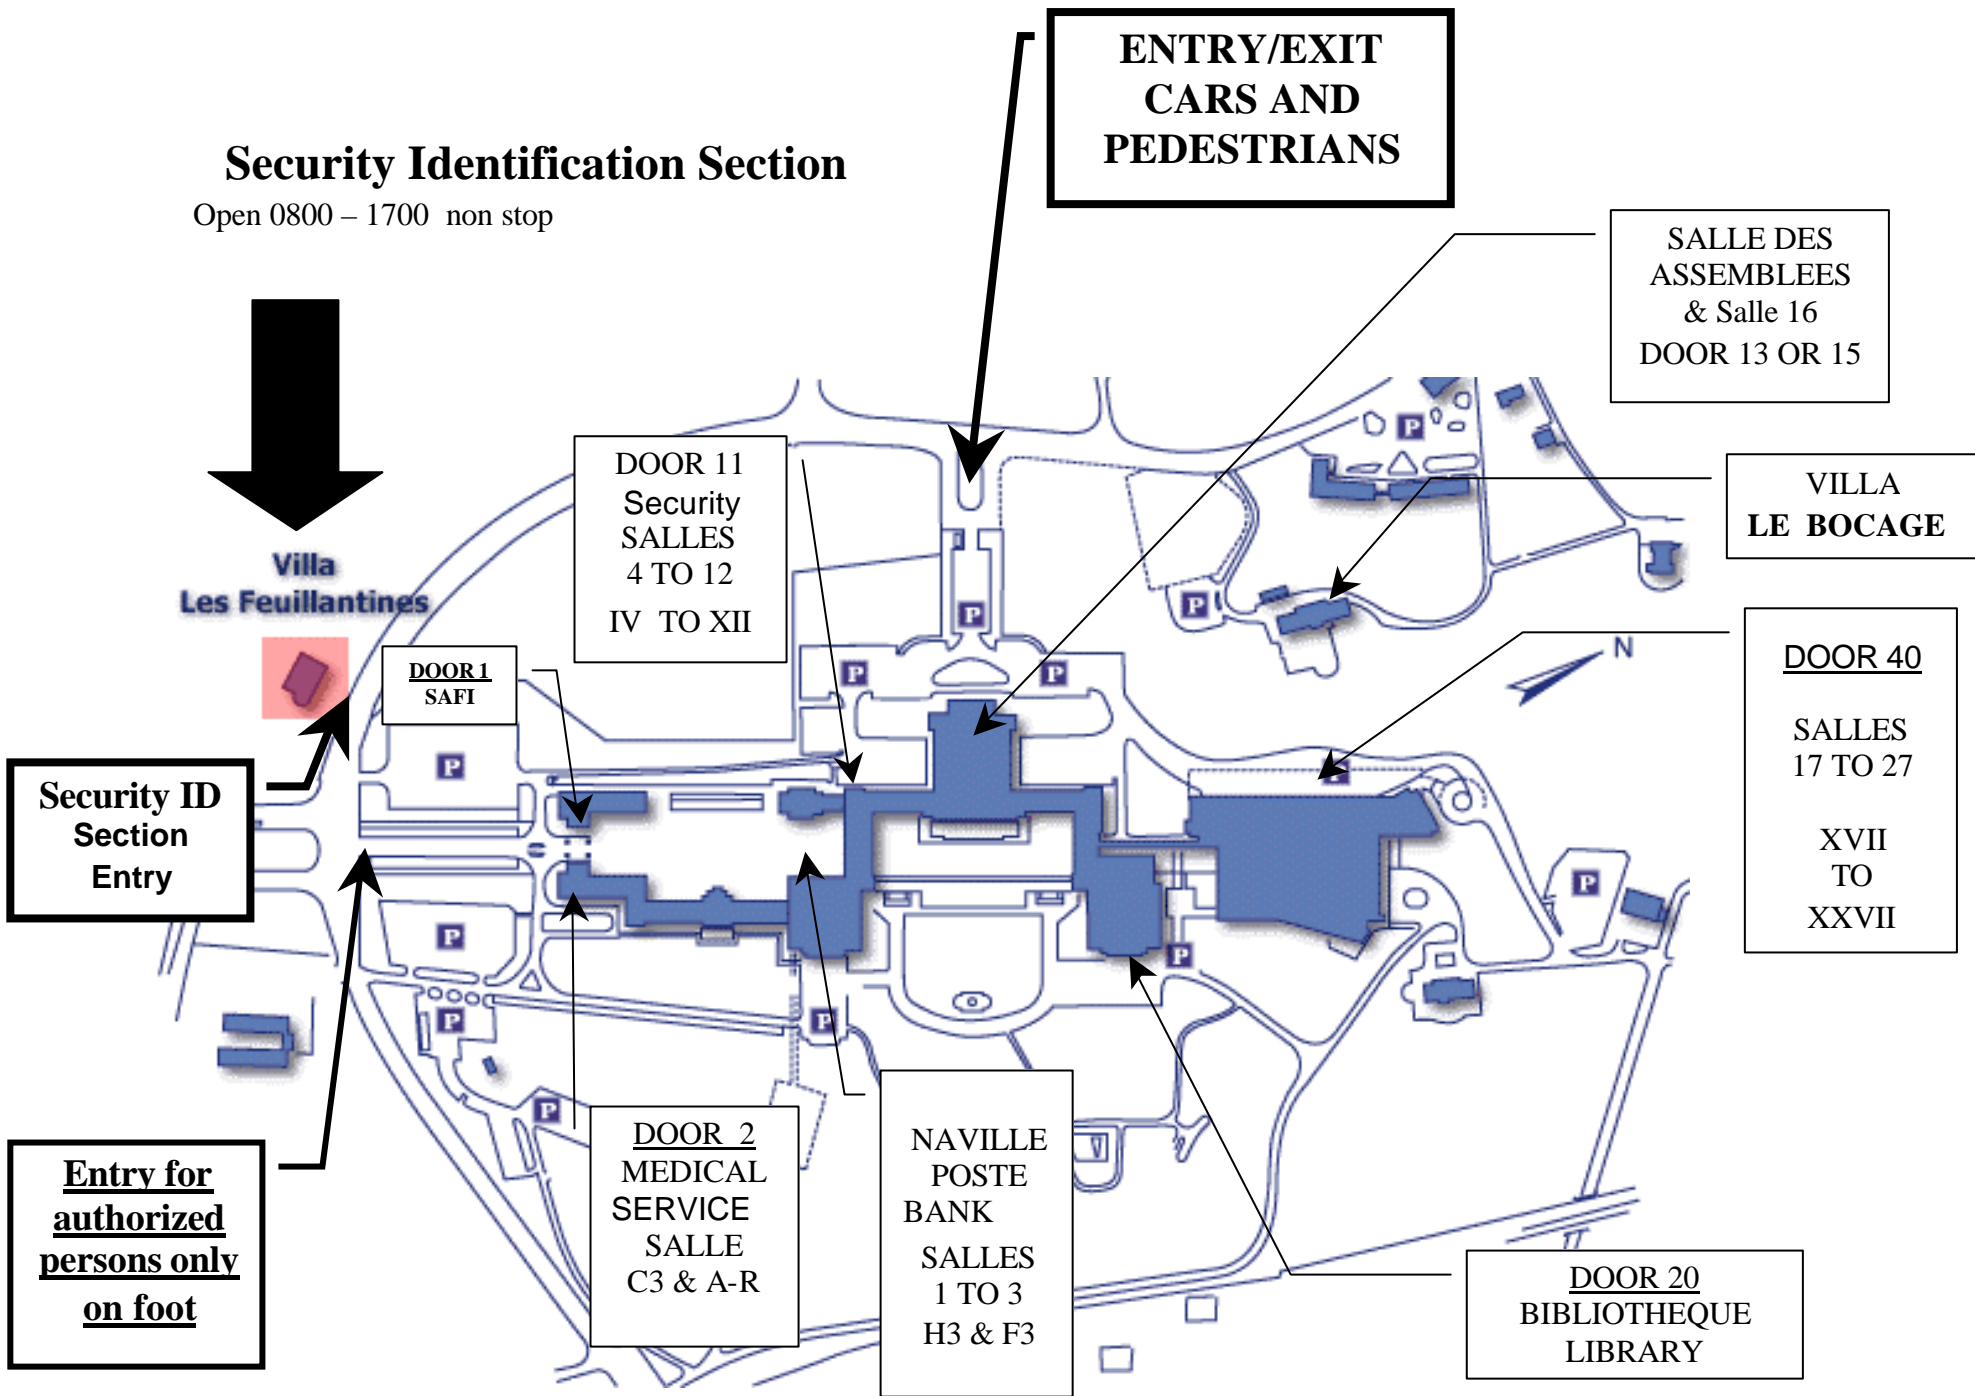 ENTRY/EXIT
CARS AND
PEDESTRIANS
Security Identification Section
Open 0800 – 1700 non stop
SALLE DES
ASSEMBLEES
& Salle 16
DOOR 13 OR 15
DOOR 11
Security
SALLES
4 TO 12
IV TO XII
VILLA
LE BOCAGE
Villa
Les Feuillantines
DOOR 1
SAFI
DOOR 40
SALLES
17 TO 27
XVII
TO
XXVII
N
Security ID
Section
Entry
Entry for
authorized
persons only
on foot
DOOR 2
MEDICAL
SERVICE
SALLE
C3 & A-R
NAVILLE
POSTE
BANK
SALLES
1 TO 3
H3 & F3
DOOR 20
BIBLIOTHEQUE
LIBRARY
P
P
P
P
P
P
P
P
P
P
P
P
P